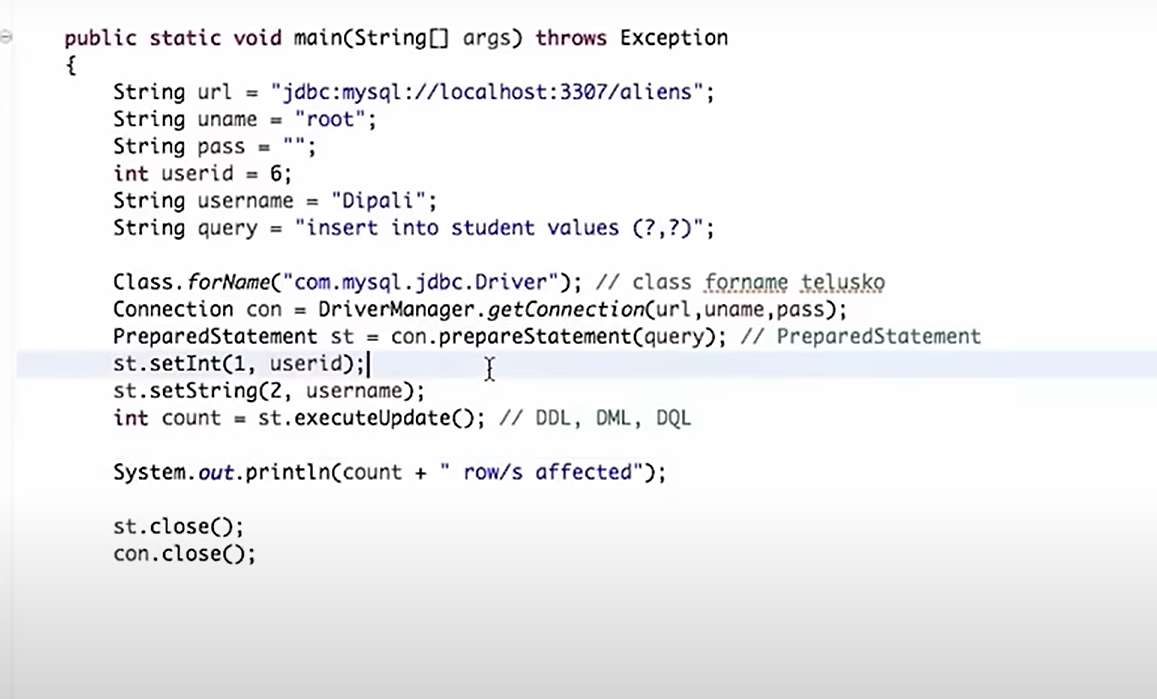 public static void main(String[] args) throws Exception
{
String url = "jdbc:mysql://localhost:3307/aliens";
String uname = "root";
String pass = "";
int userid = 6;
String username = "Dipali";
String query = "insert into student values (?,?)";
Class.forName("com.mysql.jdbc.Driver"); // class forname telusko
Connection con = DriverManager.getConnection(url,uname,pass);
PreparedStatement st = con.prepareStatement(query); // PreparedStatement
st.setInt(1, userid);
st.setString(2, username);
int count = st.executeUpdate(); // DDL, DML, DQL
System.out.println(count + " row/s affected");
st.close();
con.close();